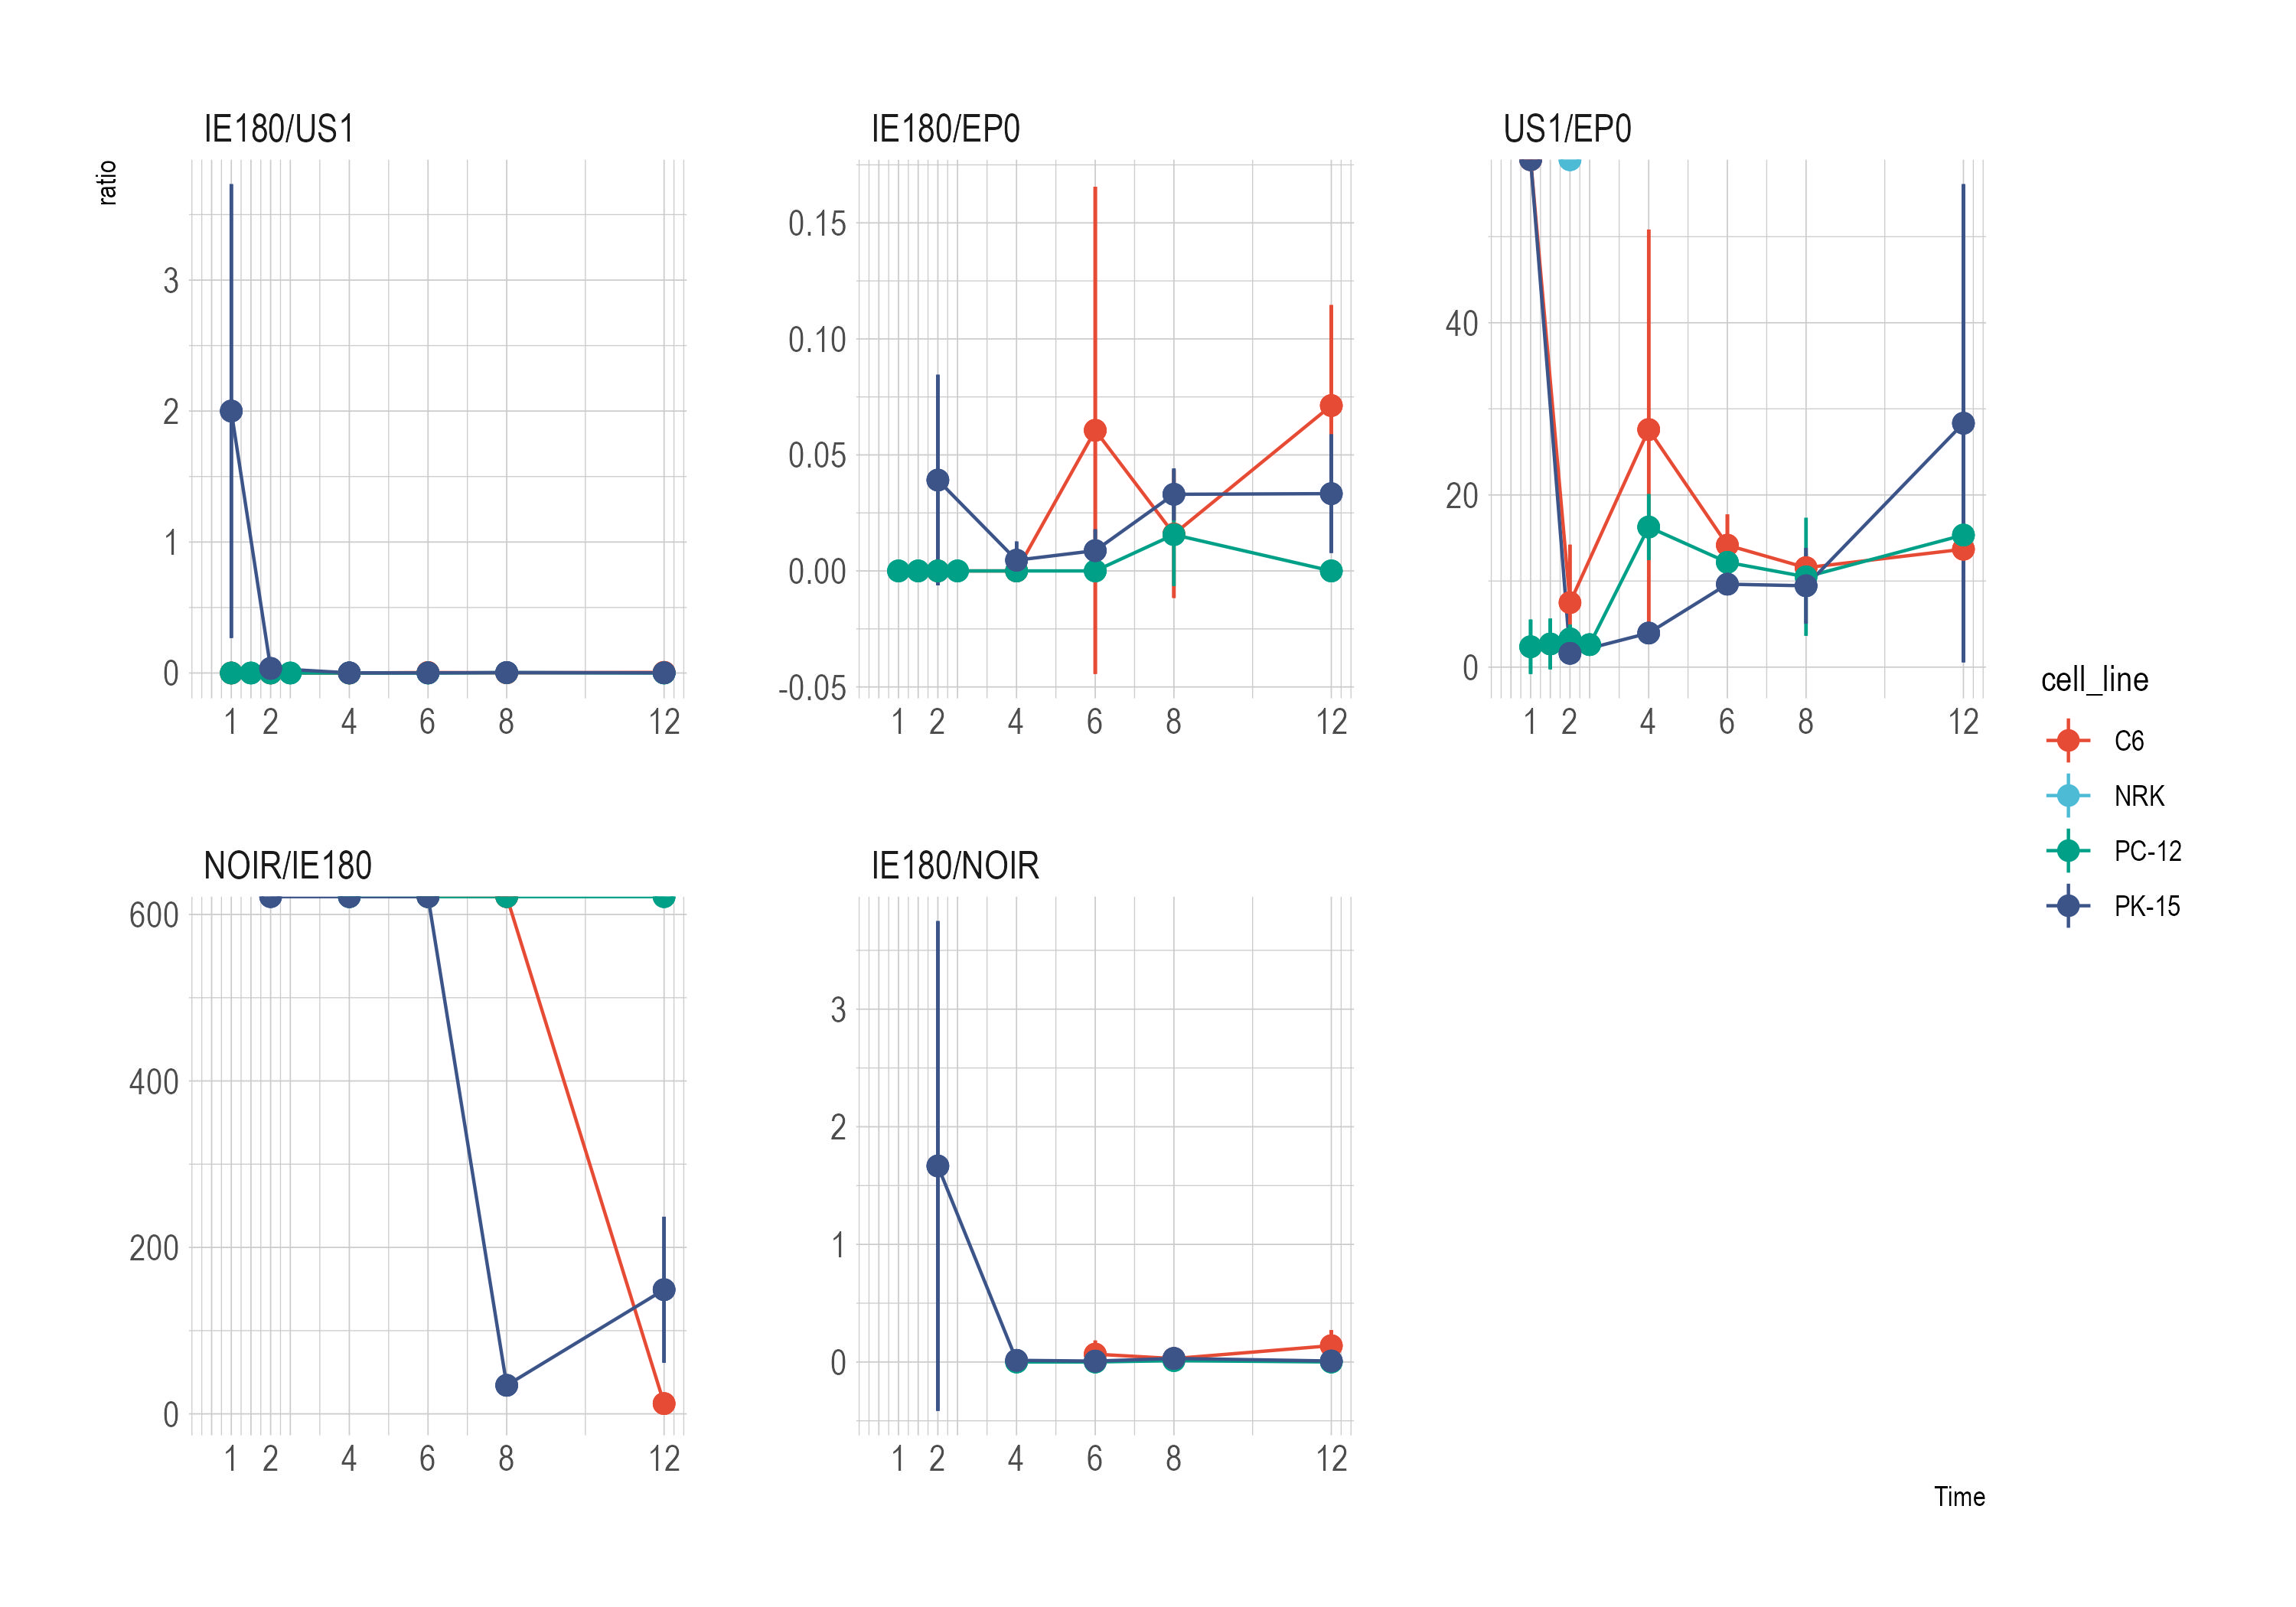 IE180/US1
IE180/EP0
US1/EP0
ratio
3
2
1
0
1 2 4 6 8 12
0.15
0.10
0.05
0.00
-0.05
1 2 4 6 8 12
40
20
0
1 2 4 6 8 12
cell_line
C6
NRK
PC-12
PK-15
NOIR/IE180
IE180/NOIR
600
400
200
0
1 2 4 6 8 12
3
2
1
0
1 2 4 6 8 12
Time